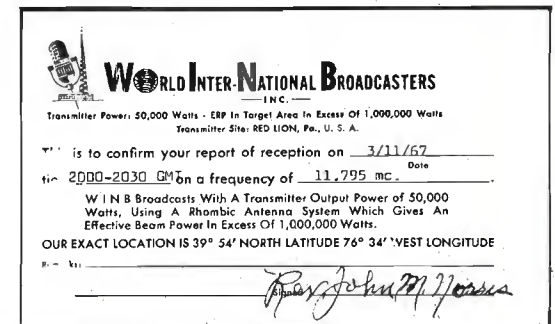 WORLD INTER-NATIONAL BROADCASTERS
INC.
Transmitter Power: 50,000 Watts - ERP In Target Area In Excess Of 1,000,000 Watts
Transmitter Site: RED LION, Pa., U. S. A.
is to confirm your report of reception on 3/11/67
Date
2000-2030 GMT on a frequency of 11.795 mc.
W I N B Broadcasts With A Transmitter Output Power of 50,000
Watts, Using A Rhombic Antenna System Which Gives An
Effective Beam Power In Excess Of 1,000,000 Watts.
OUR EXACT LOCATION IS 39° 54' NORTH LATITUDE 76° 34' WEST LONGITUDE
Signed Rev John M. Norris